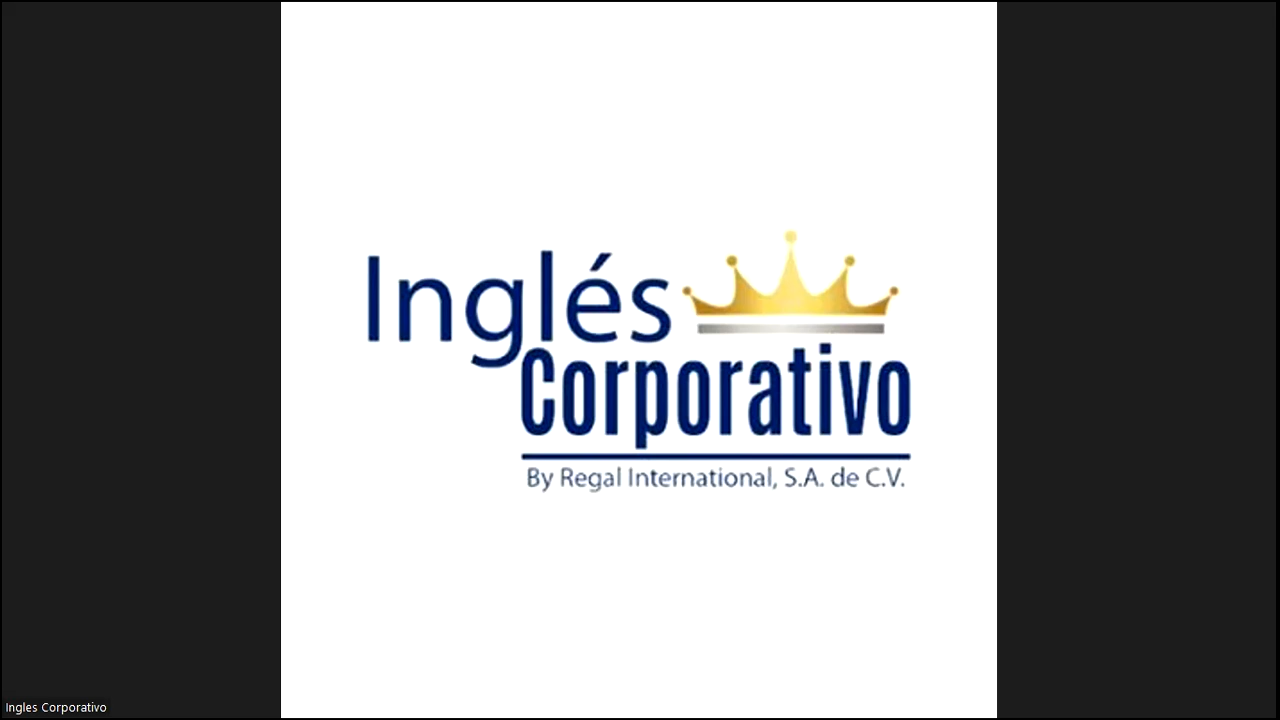 Inglés
Corporativo
By Regal International, S.A. de C.V.
Ingles Corporativo